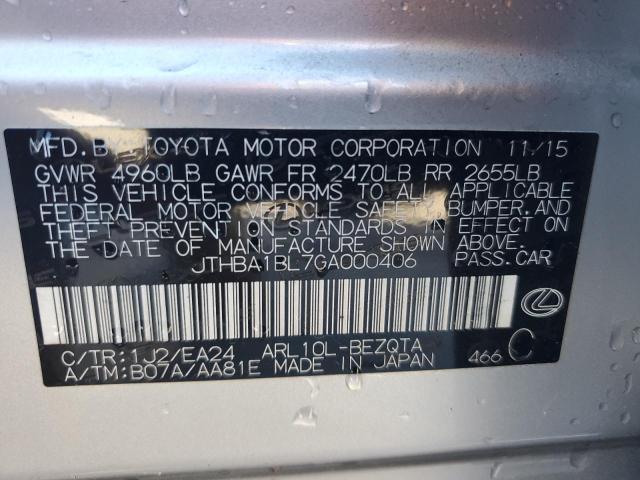 MFD. BY: TOYOTA MOTOR CORPORATION 11/15
GVWR 4960LB GAWR FR 2470LB RR 2655LB
THIS VEHICLE CONFORMS TO ALL APPLICABLE
FEDERAL MOTOR VEHICLE SAFETY, BUMPER, AND
THEFT PREVENTION STANDARDS IN EFFECT ON
THE DATE OF MANUFACTURE SHOWN ABOVE.
JTHBA1BL7GA000406 PASS.CAR
C/TR:1J2/EA24 ARL10L-BEZQTA
A/TM:B07A/AA81E MADE IN JAPAN 466 C